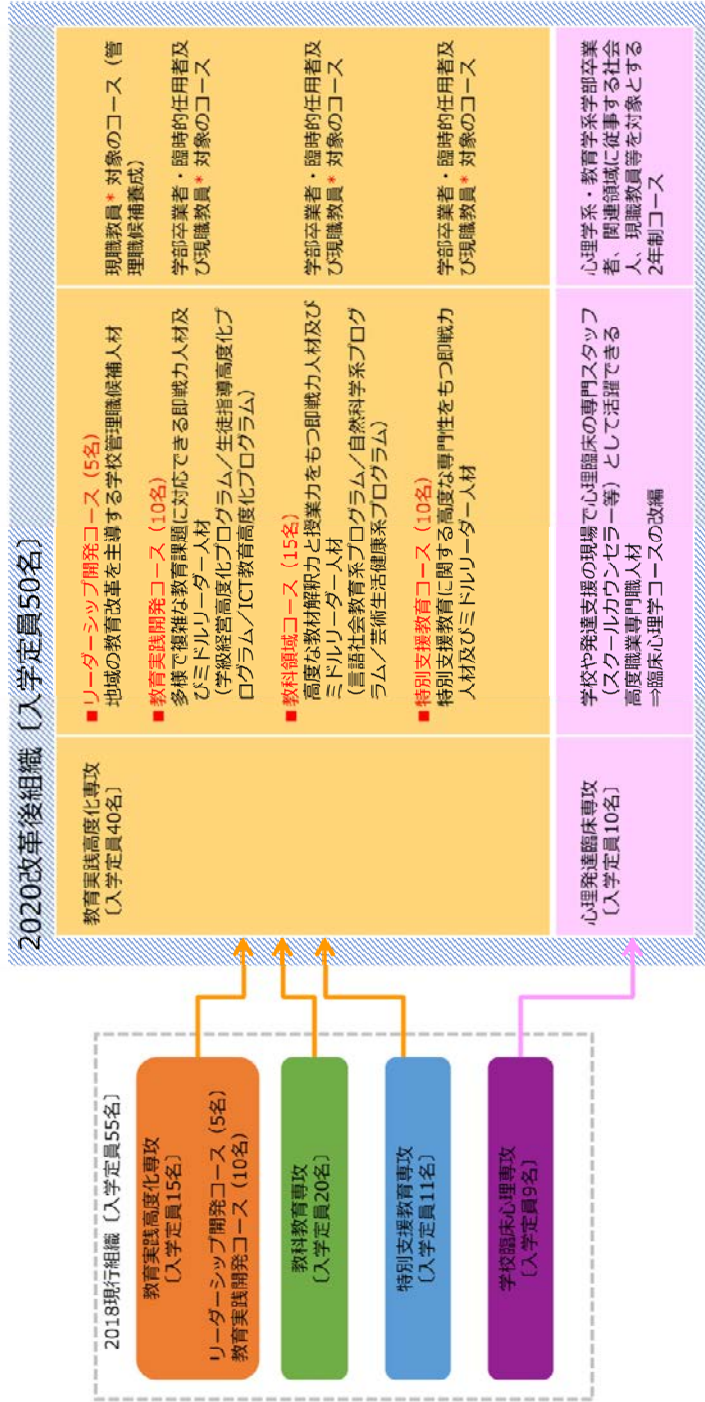 2018現行組織〔入学定員55名〕
教育実践高度化専攻
〔入学定員15名〕
リーダーシップ開発コース（5名）
教育実践開発コース（10名）
教科教育専攻
〔入学定員20名〕
特別支援教育専攻
〔入学定員11名〕
学校臨床心理専攻
〔入学定員9名〕
2020改革後組織〔入学定員50名〕
教育実践高度化専攻
〔入学定員40名〕
■リーダーシップ開発コース（5名）
地域の教育改革を主導する学校管理職候補人材
現職教員*対象のコース（管
理職候補養成）
■教育実践開発コース（10名）
多様で複雑な教育課題に対応できる即戦力人材及
びミドルリーダー人材
（学級経営高度化プログラム／生徒指導高度化プ
ログラム／ICT教育高度化プログラム）
学部卒業者・臨時的任用者及
び現職教員*対象のコース
■教科領域コース（15名）
高度な教材解釈力と授業力をもつ即戦力人材及び
ミドルリーダー人材
（言語社会教育系プログラム／自然科学系プログ
ラム／芸術生活健康系プログラム）
学部卒業者・臨時的任用者及
び現職教員*対象のコース
■特別支援教育コース（10名）
特別支援教育に関する高度な専門性をもつ即戦力
人材及びミドルリーダー人材
学部卒業者・臨時的任用者及
び現職教員*対象のコース
心理発達臨床専攻
〔入学定員10名〕
学校や発達支援の現場で心理臨床の専門スタッフ
（スクールカウンセラー等）として活躍できる
高度職業専門職人材
⇒臨床心理学コースの改編
心理学系・教育学系学部卒業
者、関連領域に従事する社会
人、現職教員等を対象とする
2年制コース